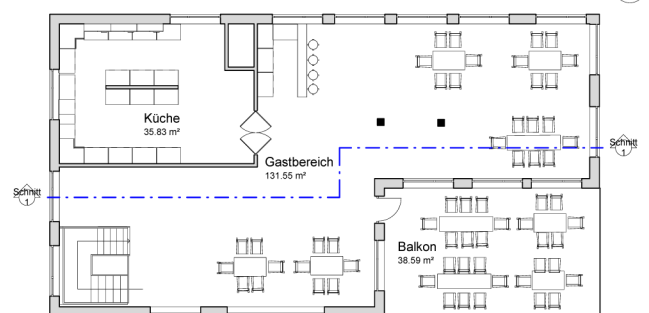 Küche
35.83 m²
Gastbereich
131.55 m²
Schnitt
1
Schnitt
1
Balkon
38.59 m²